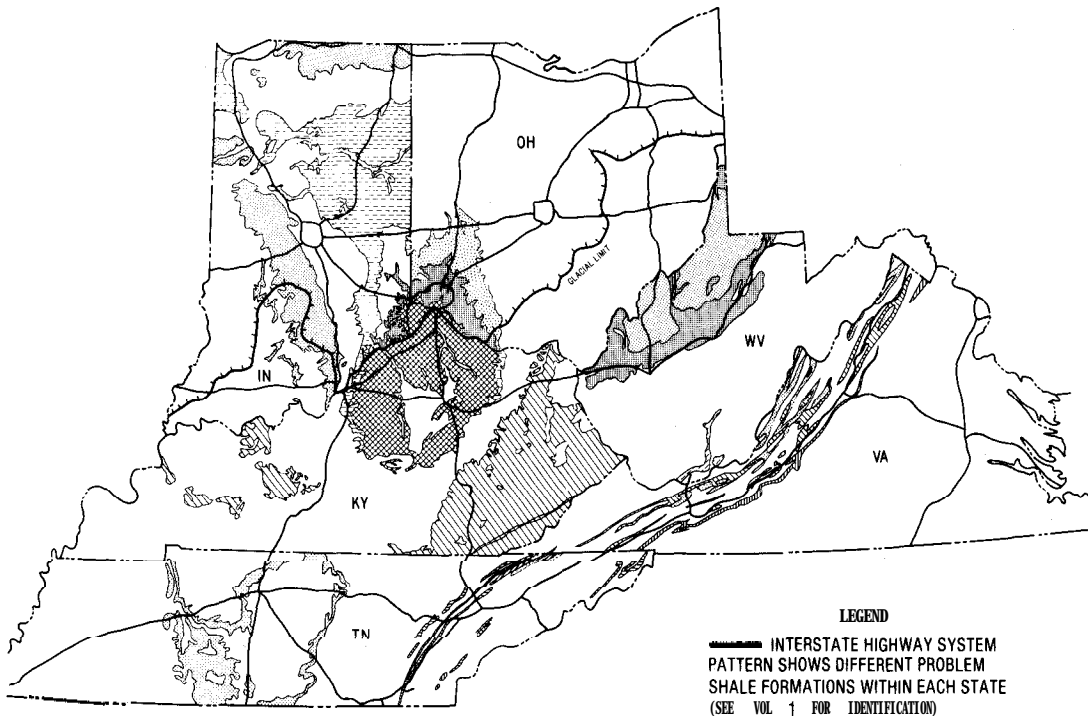 OH
GLACIAL LIMIT
IN
WV
VA
KY
TN
LEGEND
INTERSTATE HIGHWAY SYSTEM
PATTERN SHOWS DIFFERENT PROBLEM
SHALE FORMATIONS WITHIN EACH STATE
(SEE VOL 1 FOR IDENTIFICATION)